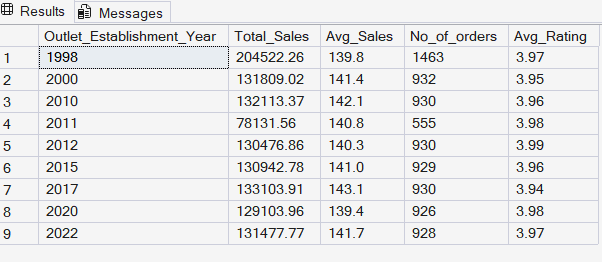 Results Messages
Outlet_Establishment_Year Total_Sales Avg_Sales No_of_orders Avg_Rating
1 1998 204522.26 139.8 1463 3.97
2 2000 131809.02 141.4 932 3.95
3 2010 132113.37 142.1 930 3.96
4 2011 78131.56 140.8 555 3.98
5 2012 130476.86 140.3 930 3.99
6 2015 130942.78 141.0 929 3.96
7 2017 133103.91 143.1 930 3.94
8 2020 129103.96 139.4 926 3.98
9 2022 131477.77 141.7 928 3.97